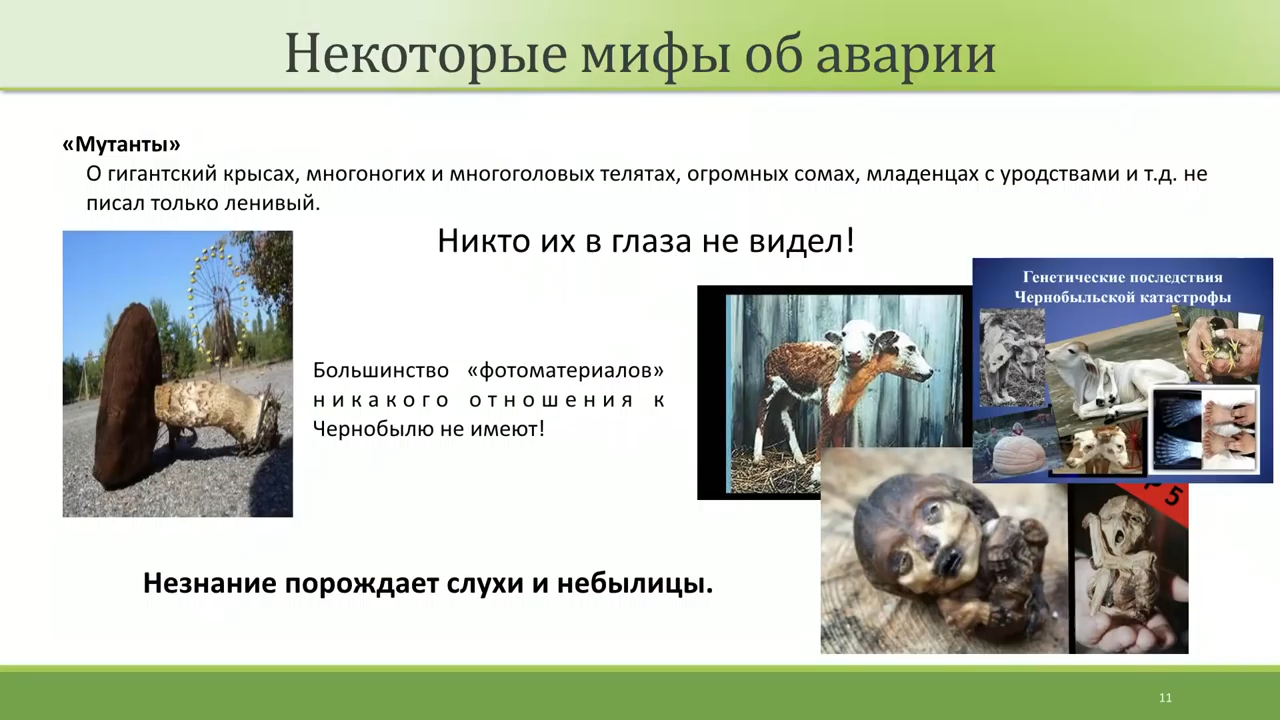 Некоторые мифы об аварии
«Мутанты»
О гигантский крысах, многоногих и многоголовых телятах, огромных сомах, младенцах с уродствами и т.д. не
писал только ленивый.
Никто их в глаза не видел!
Генетические последствия
Чернобыльской катастрофы
Большинство «фотоматериалов»
никакого отношения к
Чернобылю не имеют!
5
Незнание порождает слухи и небылицы.
11